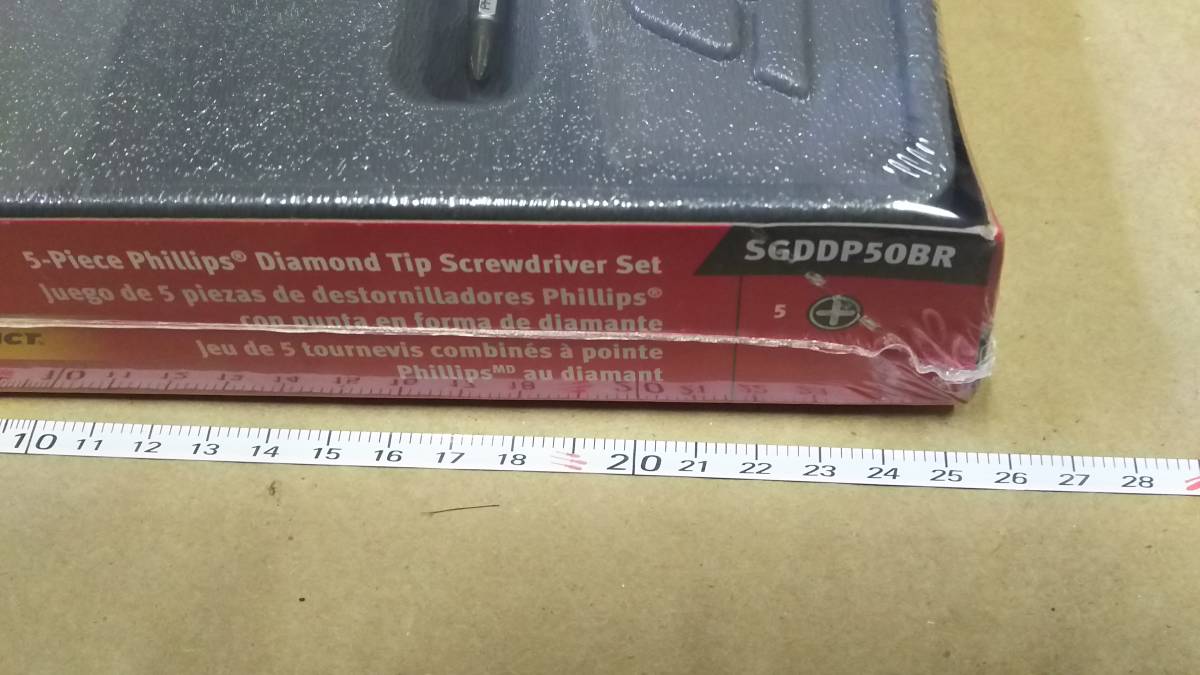 5-Piece Phillips® Diamond Tip Screwdriver Set
SGDDP50BR
Juego de 5 piezas de destornilladores Phillips®
con punta en forma de diamante
5
Jeu de 5 tournevis combinés à pointe
Phillipsᴹᴰ au diamant
10 11 12 13 14 15 16 17 18 20 21 22 23 24 25 26 27 28